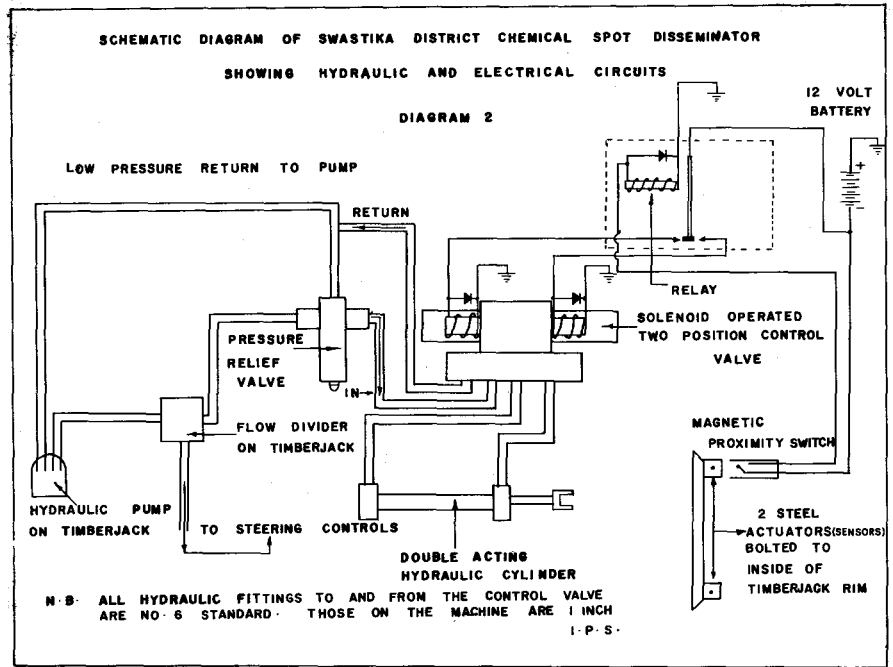 SCHEMATIC DIAGRAM OF SWASTIKA DISTRICT CHEMICAL SPOT DISSEMINATOR
SHOWING HYDRAULIC AND ELECTRICAL CIRCUITS
DIAGRAM 2
12 VOLT
BATTERY
LOW PRESSURE RETURN TO PUMP
RETURN
+
-
RELAY
SOLENOID OPERATED
TWO POSITION CONTROL
VALVE
PRESSURE
RELIEF
VALVE
IN
FLOW DIVIDER
ON TIMBERJACK
MAGNETIC
PROXIMITY SWITCH
HYDRAULIC PUMP
ON TIMBERJACK
TO STEERING CONTROLS
2 STEEL
ACTUATORS(SENSORS)
BOLTED TO
INSIDE OF
TIMBERJACK RIM
DOUBLE ACTING
HYDRAULIC CYLINDER
N·B· ALL HYDRAULIC FITTINGS TO AND FROM THE CONTROL VALVE
ARE NO·6 STANDARD· THOSE ON THE MACHINE ARE 1 INCH
I·P·S·